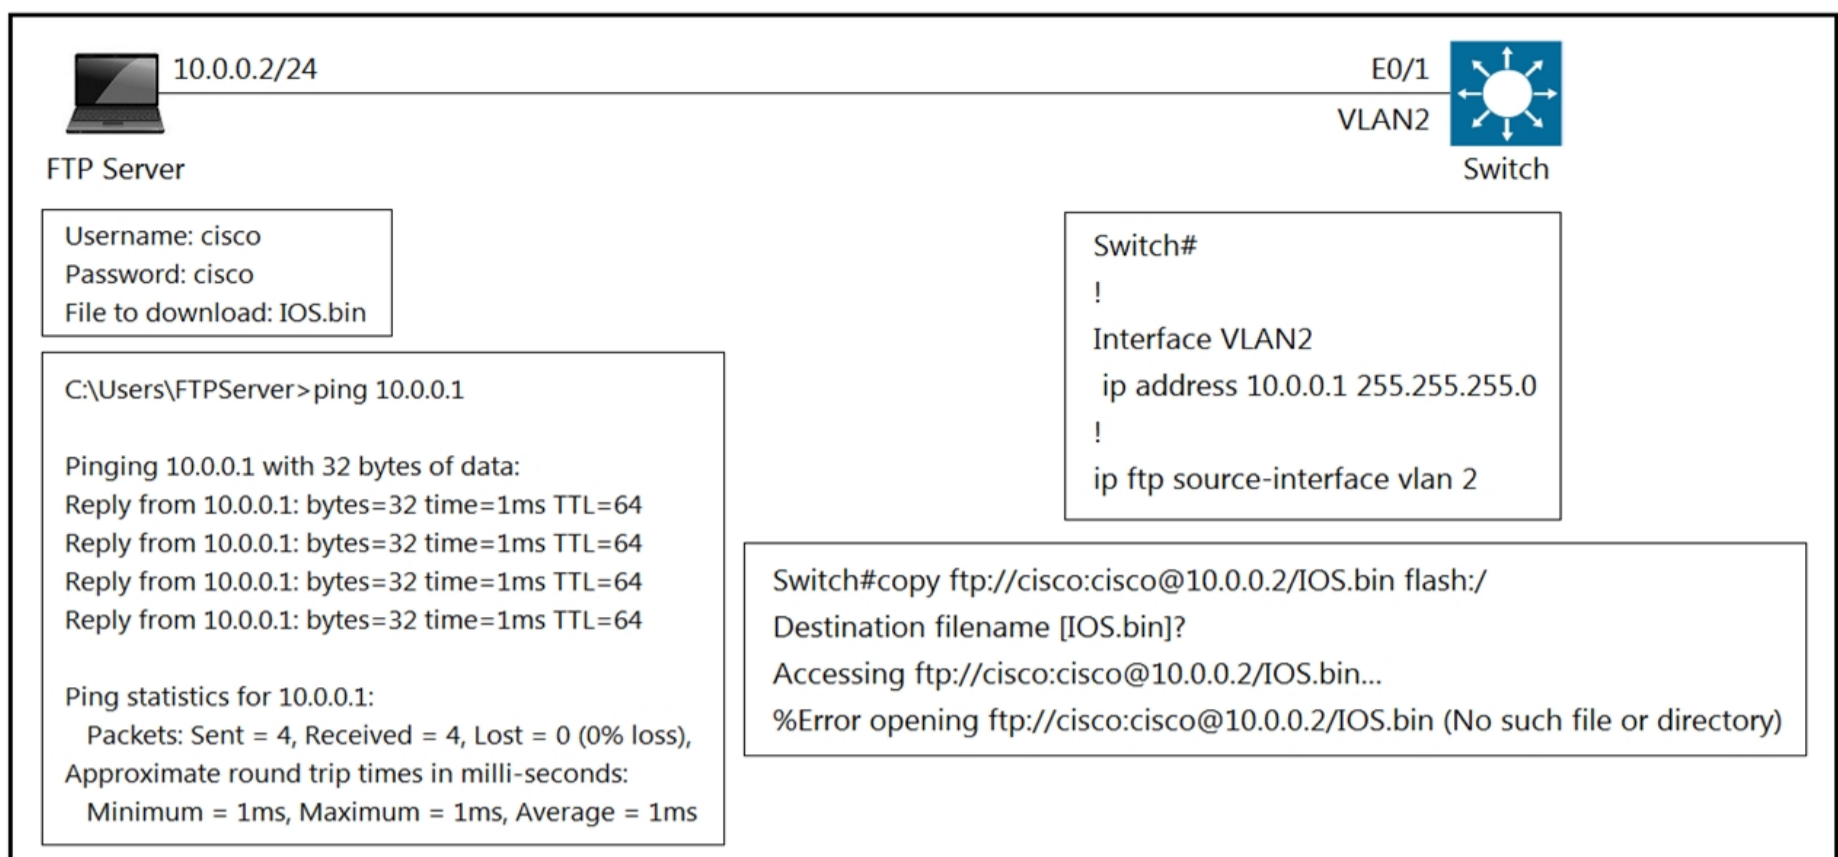 10.0.0.2/24
E0/1
VLAN2
FTP Server
Switch
Username: cisco
Password: cisco
File to download: IOS.bin
C:\Users\FTPServer>ping 10.0.0.1
Pinging 10.0.0.1 with 32 bytes of data:
Reply from 10.0.0.1: bytes=32 time=1ms TTL=64
Reply from 10.0.0.1: bytes=32 time=1ms TTL=64
Reply from 10.0.0.1: bytes=32 time=1ms TTL=64
Reply from 10.0.0.1: bytes=32 time=1ms TTL=64
Ping statistics for 10.0.0.1:
Packets: Sent = 4, Received = 4, Lost = 0 (0% loss),
Approximate round trip times in milli-seconds:
Minimum = 1ms, Maximum = 1ms, Average = 1ms
Switch#
!
Interface VLAN2
ip address 10.0.0.1 255.255.255.0
!
ip ftp source-interface vlan 2
Switch#copy ftp://cisco:cisco@10.0.0.2/IOS.bin flash:/
Destination filename [IOS.bin]?
Accessing ftp://cisco:cisco@10.0.0.2/IOS.bin...
%Error opening ftp://cisco:cisco@10.0.0.2/IOS.bin (No such file or directory)